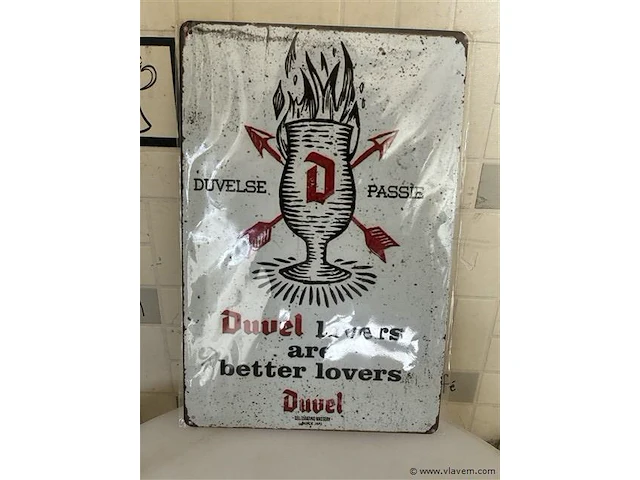 D
DUVELSE PASSIE
Duvel lovers
are
better lovers
Duvel
© www.vlavem.com